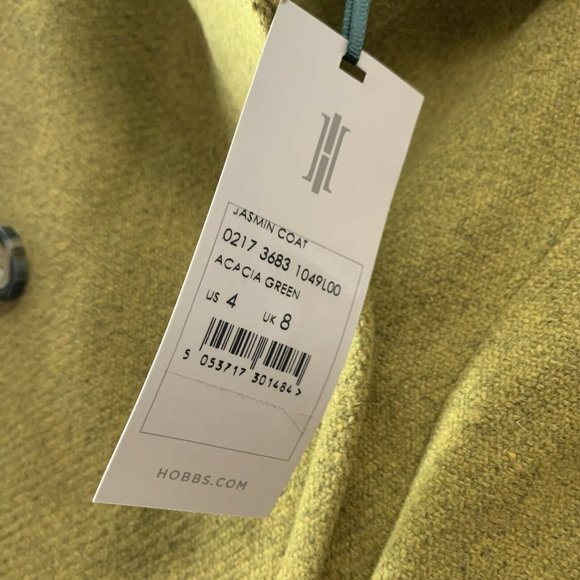 JASMIN COAT
0217 3683 1049L00
ACACIA GREEN
US 4 UK 8
5 053717 301484 >
HOBBS.COM